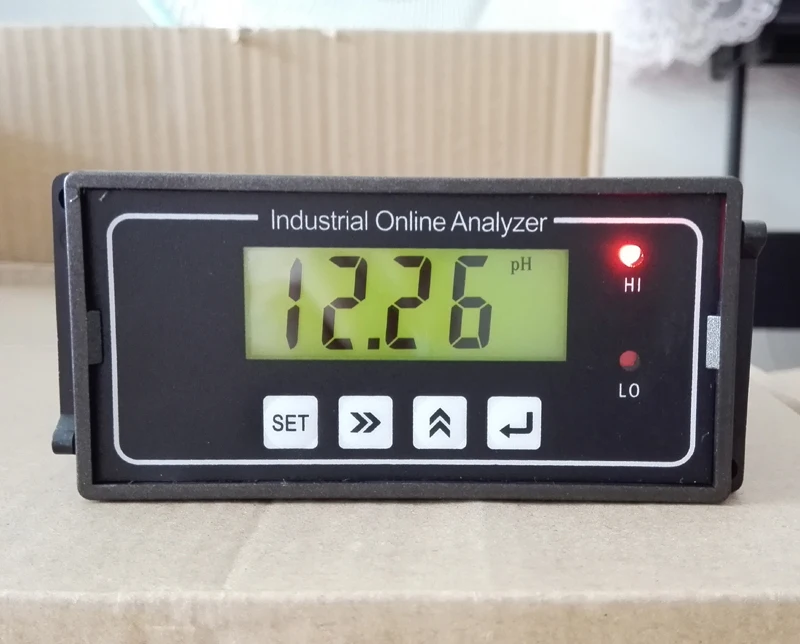 Industrial Online Analyzer
12.26 pH
HI
LO
SET